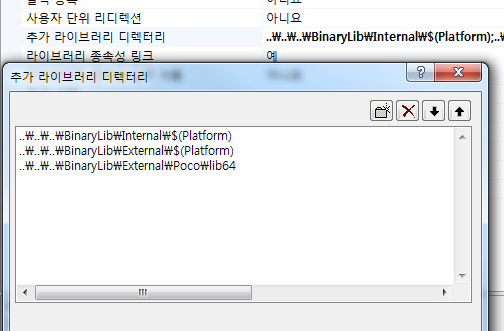 사용자 단위 리디렉션 아니요
추가 라이브러리 디렉터리 ..\..\..\BinaryLib\Internal\$(Platform);..\
라이브러리 종속성 링크 예
추가 라이브러리 디렉터리
..\..\..\BinaryLib\Internal\$(Platform)
..\..\..\BinaryLib\External\$(Platform)
..\..\..\BinaryLib\External\Poco\lib64